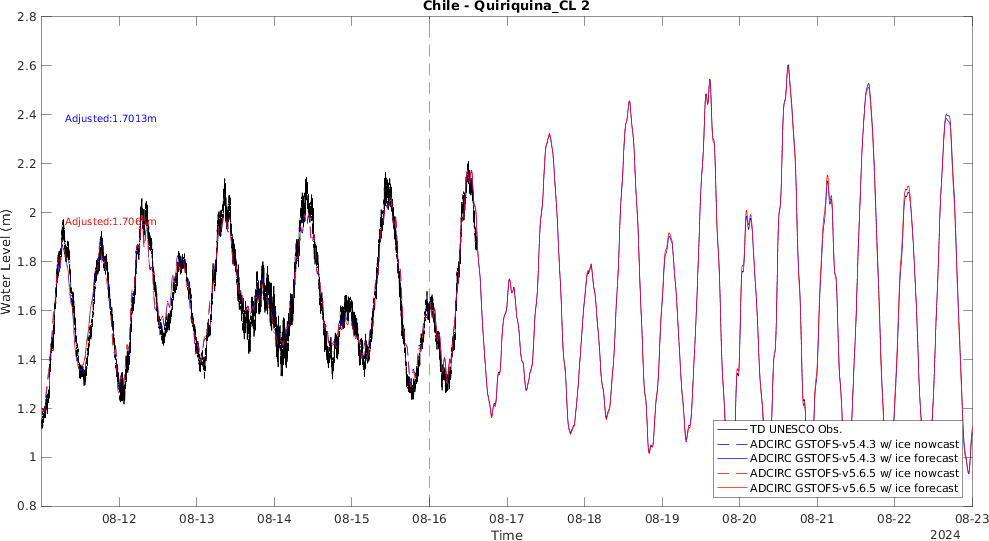 Chile - Quiriquina_CL 2
2.8
2.6
2.4
2.2
2
1.8
1.6
1.4
1.2
1
0.8
Water Level (m)
Adjusted:1.7013m
TD UNESCO Obs.
ADCIRC GSTOFS-v5.4.3 w/ ice nowcast
ADCIRC GSTOFS-v5.4.3 w/ ice forecast
ADCIRC GSTOFS-v5.6.5 w/ ice nowcast
ADCIRC GSTOFS-v5.6.5 w/ ice forecast
08-12 08-13 08-14 08-15 08-16 08-17 08-18 08-19 08-20 08-21 08-22 08-23
Time
2024